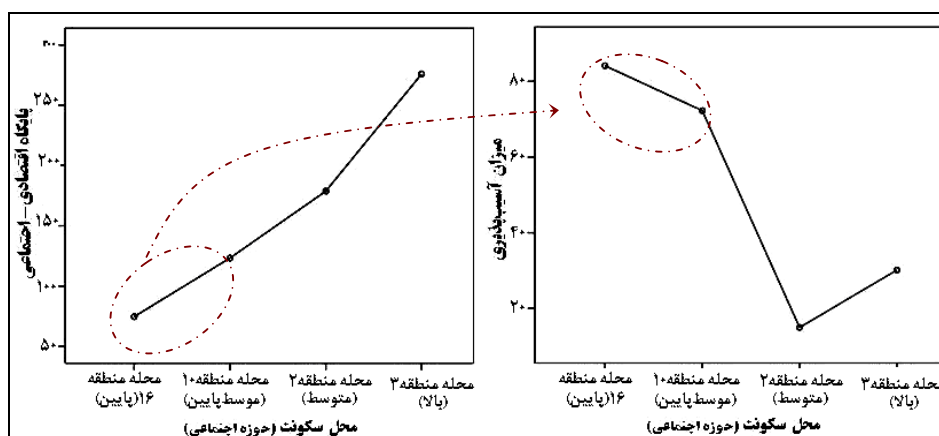 ۳۰۰
۲۵۰
۲۰۰
۱۵۰
۱۰۰
۵۰
پایگاه اقتصادی-اجتماعی
محله منطقه
۱۶(پایین)
محله منطقه۱۰
(متوسط پایین)
محله منطقه۲
(متوسط)
محله منطقه۳
(بالا)
محل سکونت (حوزه اجتماعی)
۸۰
۶۰
۴۰
۲۰
میزان آسیب‌پذیری
محله منطقه
۱۶(پایین)
محله منطقه۱۰
(متوسط پایین)
محله منطقه۲
(متوسط)
محله منطقه۳
(بالا)
محل سکونت (حوزه اجتماعی)